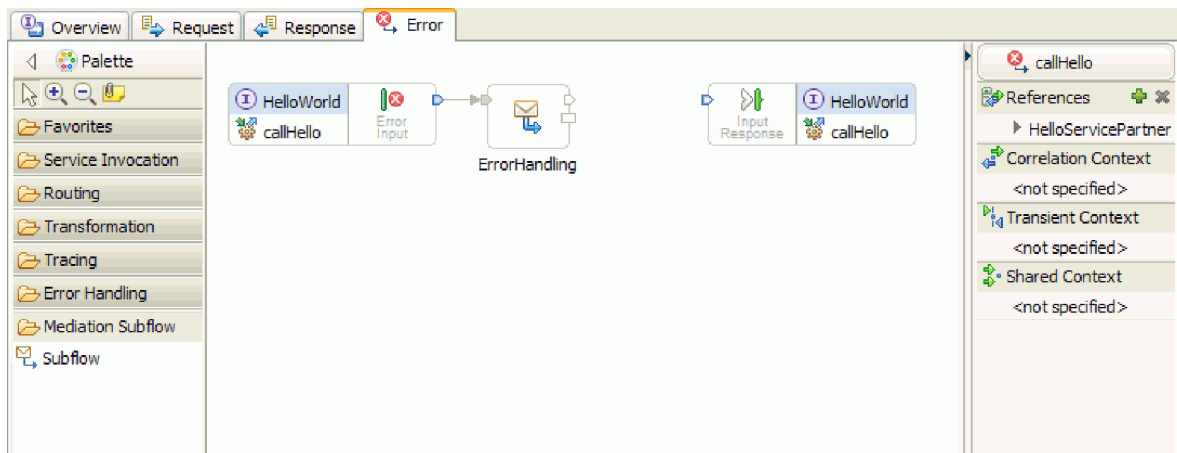 Overview Request Response Error
Palette
Favorites
Service Invocation
Routing
Transformation
Tracing
Error Handling
Mediation Subflow
Subflow
HelloWorld
callHello
Error
Input
ErrorHandling
Input
Response
HelloWorld
callHello
callHello
References
HelloServicePartner
Correlation Context
<not specified>
Transient Context
<not specified>
Shared Context
<not specified>